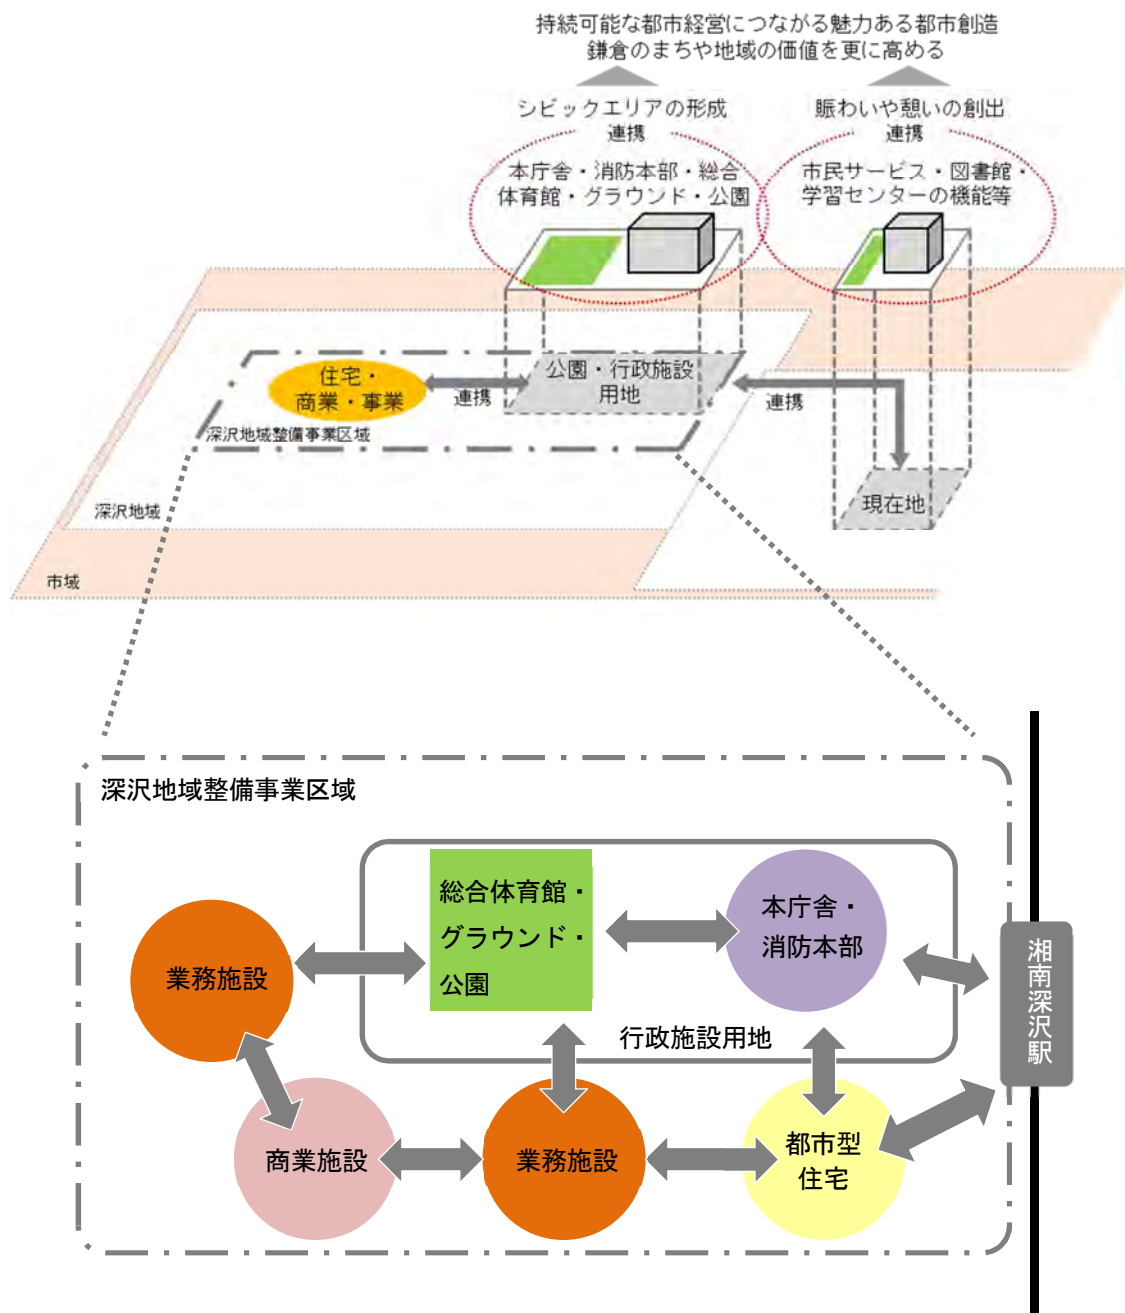 持続可能な都市経営につながる魅力ある都市創造
鎌倉のまちや地域の価値を更に高める
シビックエリアの形成
連携
賑わいや憩いの創出
連携
本庁舎・消防本部・総合
体育館・グラウンド・公園
市民サービス・図書館・
学習センターの機能等
住宅・
商業・事業
連携
公園・行政施設
用地
連携
深沢地域整備事業区域
現在地
深沢地域
市域
深沢地域整備事業区域
総合体育館・
グラウンド・
公園
本庁舎・
消防本部
業務施設
行政施設用地
湘南深沢駅
商業施設
業務施設
都市型
住宅